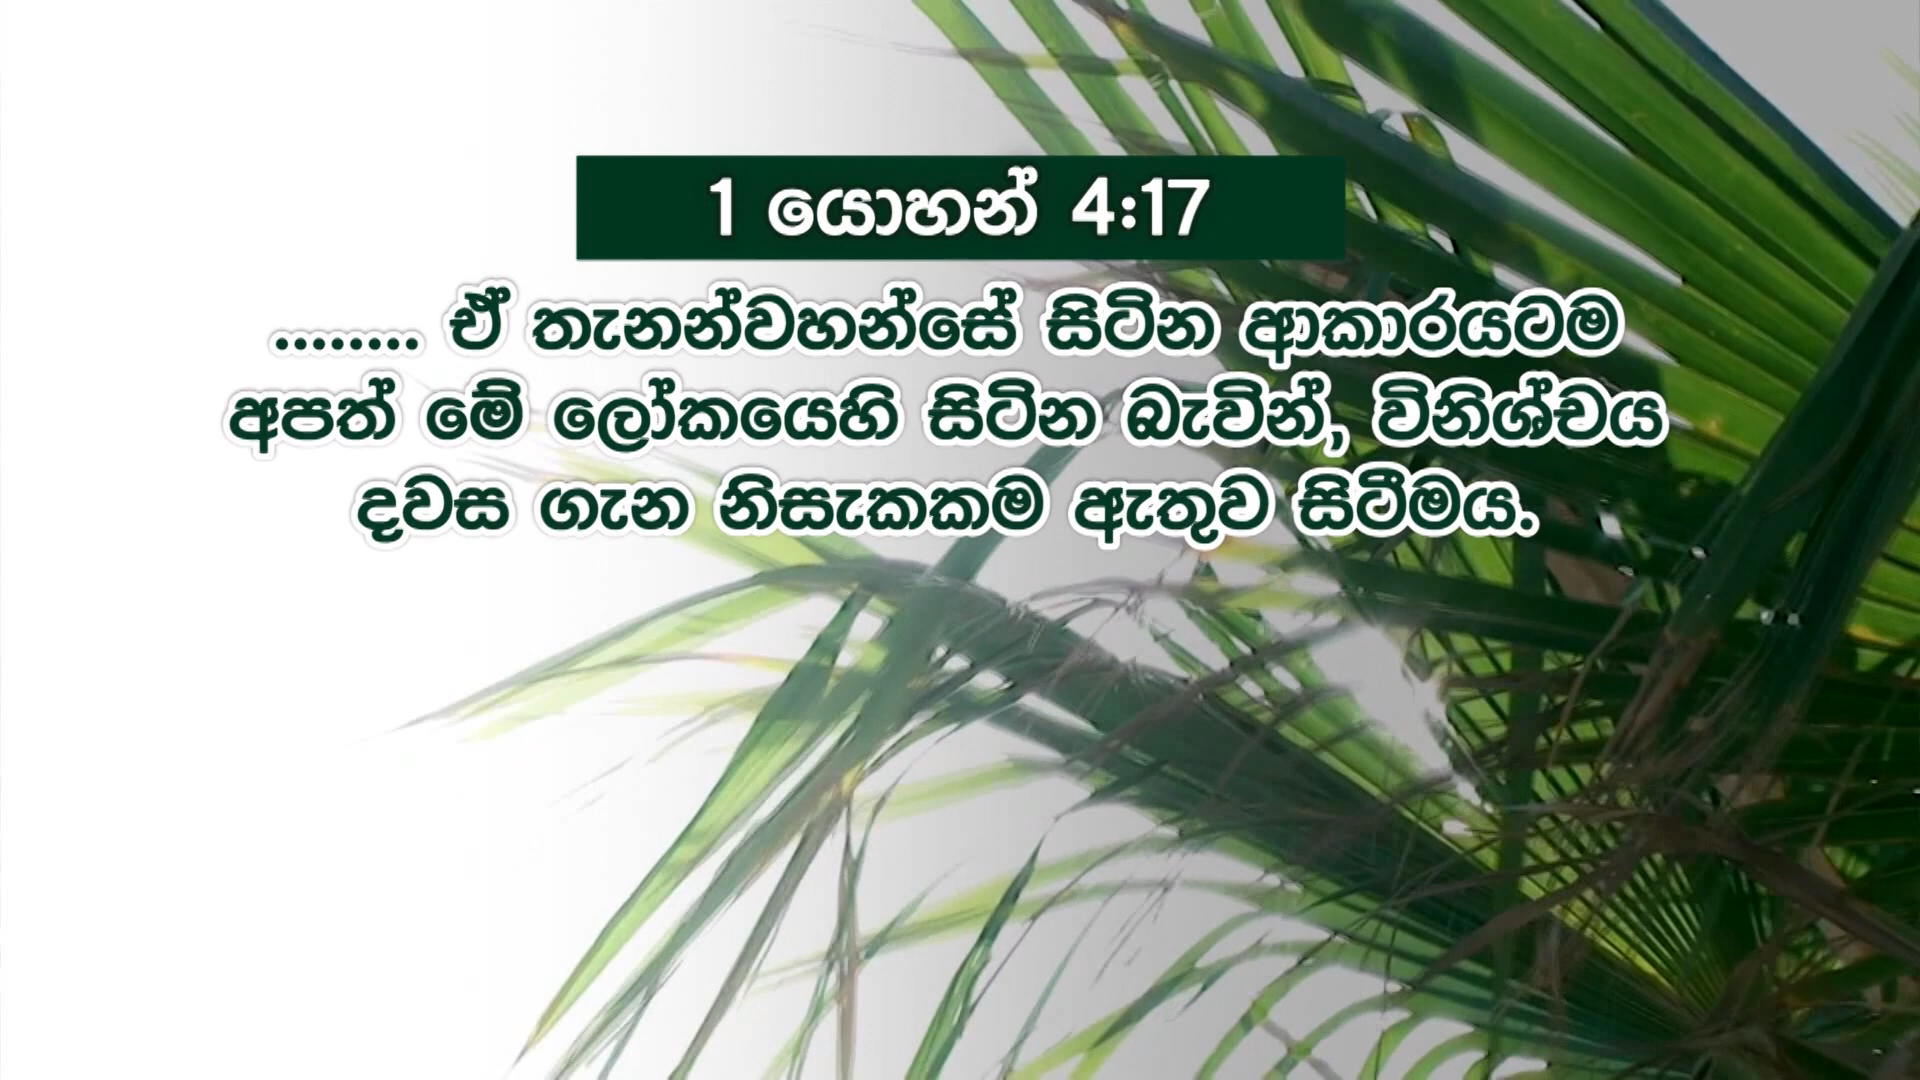 1 යොහන් 4:17
........ ඒ තැනන්වහන්සේ සිටින ආකාරයටම
අපත් මේ ලෝකයෙහි සිටින බැවින්, විනිශ්චය
දවස ගැන නිසැකකම ඇතුව සිටීමය.